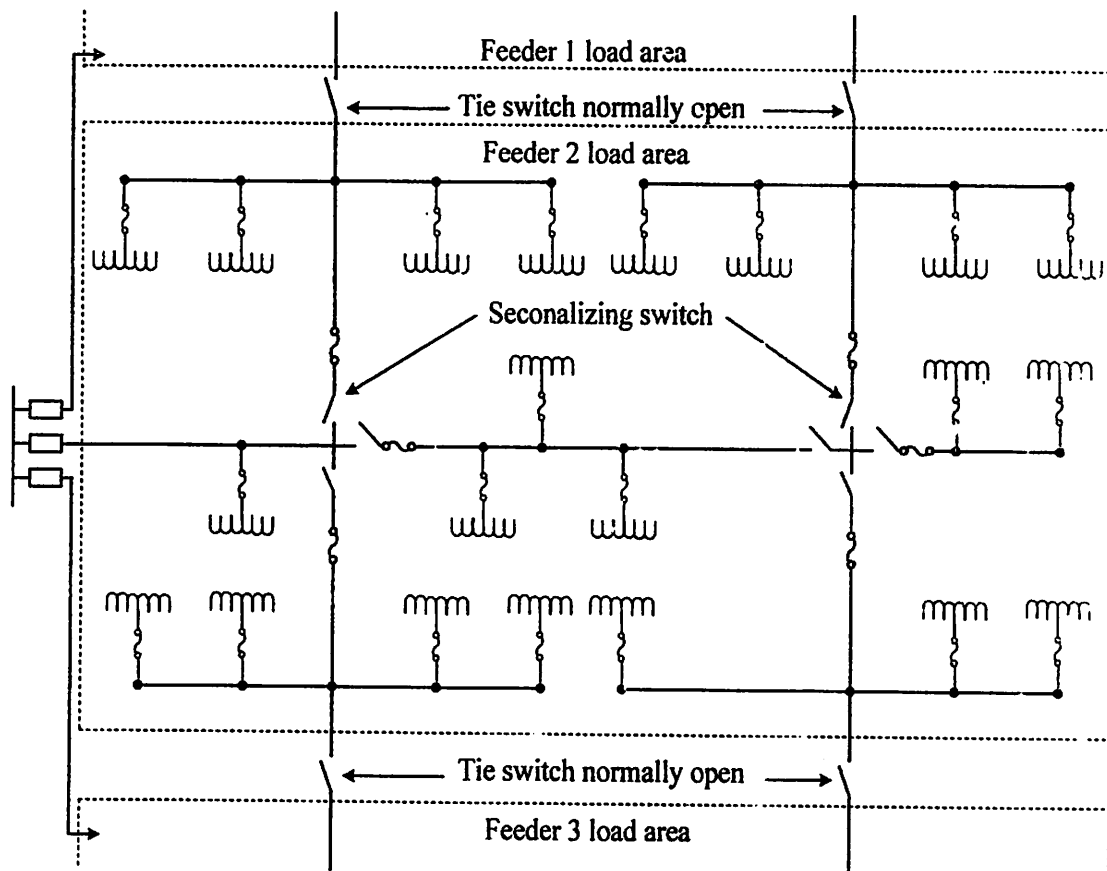 Feeder 1 load area
Tie switch normally open
Feeder 2 load area
Seconalizing switch
Tie switch normally open
Feeder 3 load area